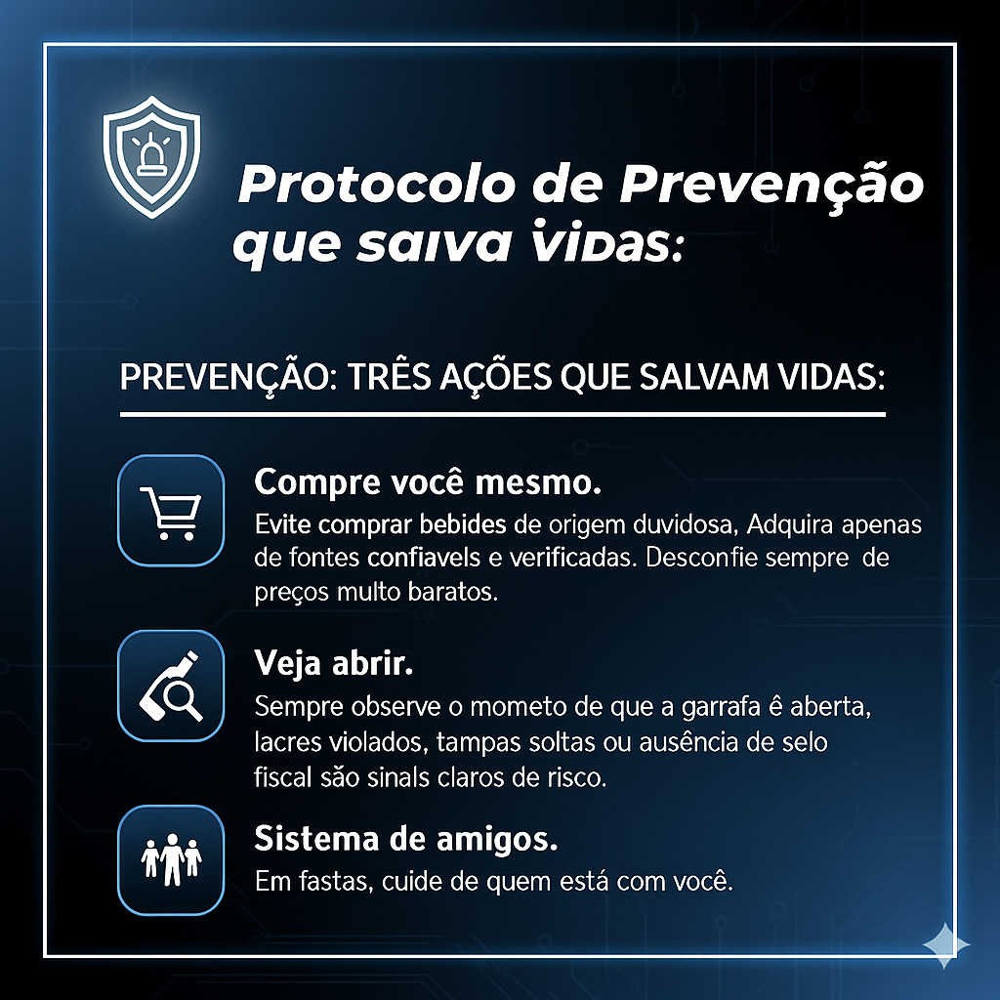 Protocolo de Prevenção
que salva vidas:
PREVENÇÃO: TRÊS AÇÕES QUE SALVAM VIDAS:
Compre você mesmo.
Evite comprar bebides de origem duvidosa, Adquira apenas
de fontes confiavels e verificadas. Desconfie sempre de
preços multo baratos.
Veja abrir.
Sempre observe o mometo de que a garrafa ê aberta,
lacres violados, tampas soltas ou ausência de selo
fiscal são sinals claros de risco.
Sistema de amigos.
Em fastas, cuide de quem está com você.